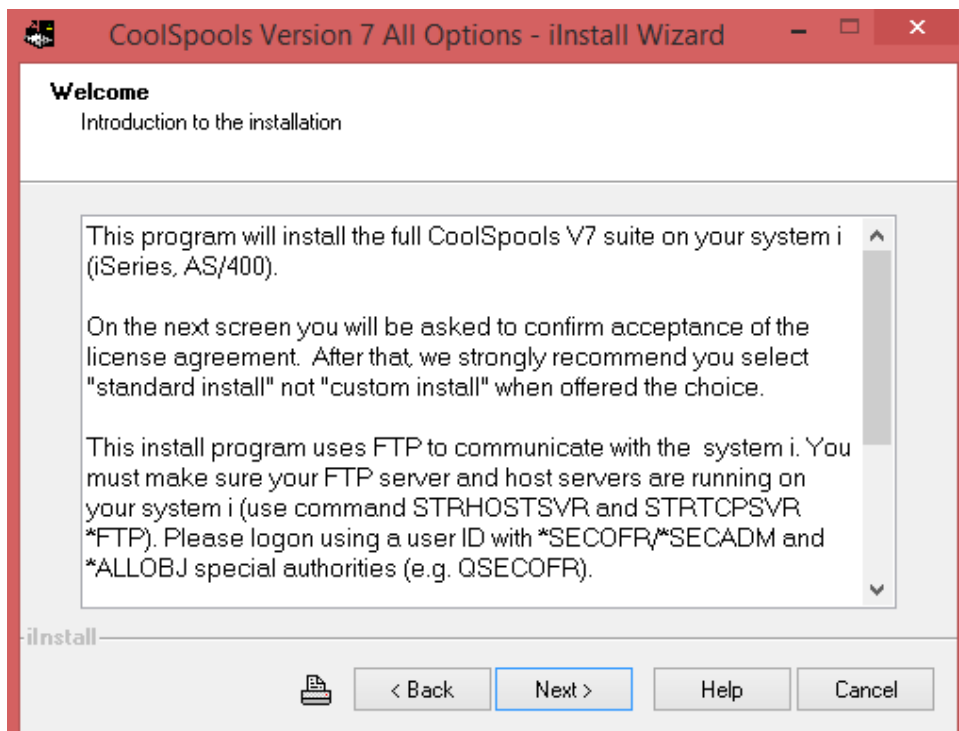 CoolSpools Version 7 All Options - iInstall Wizard
Welcome
Introduction to the installation
This program will install the full CoolSpools V7 suite on your system i
(iSeries, AS/400).
On the next screen you will be asked to confirm acceptance of the
license agreement.  After that, we strongly recommend you select
"standard install" not "custom install" when offered the choice.
This install program uses FTP to communicate with the  system i. You
must make sure your FTP server and host servers are running on
your system i (use command STRHOSTSVR and STRTCPSVR
*FTP). Please logon using a user ID with *SECOFR/*SECADM and
*ALLOBJ special authorities (e.g. QSECOFR).
iInstall
< Back
Next >
Help
Cancel